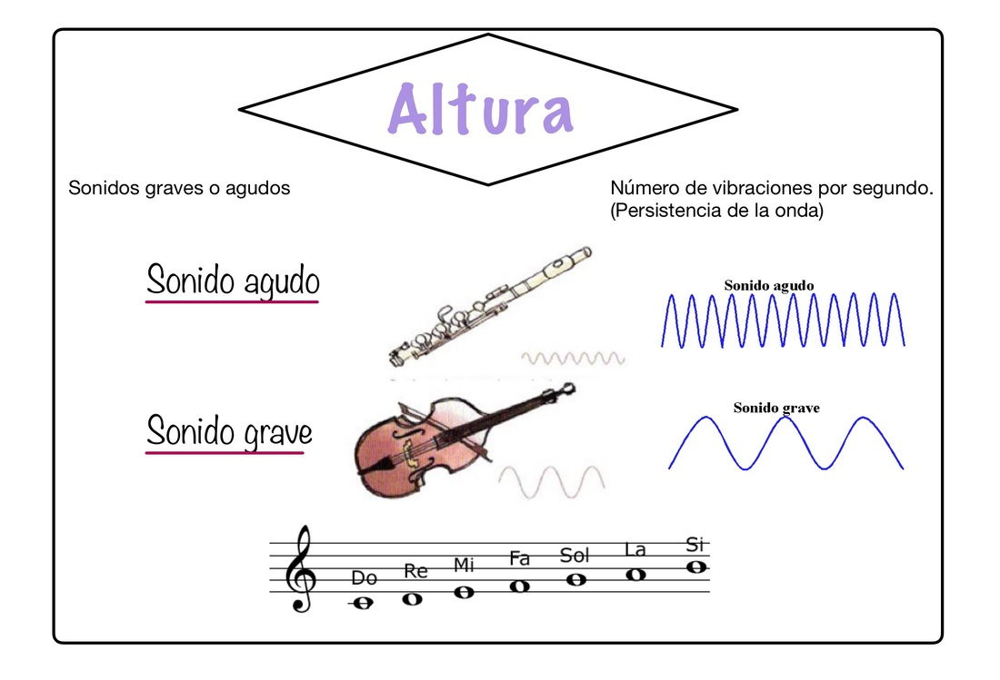 Altura
Sonidos graves o agudos
Número de vibraciones por segundo.
(Persistencia de la onda)
Sonido agudo
Sonido agudo
Sonido grave
Sonido grave
Do Re Mi Fa Sol La Si